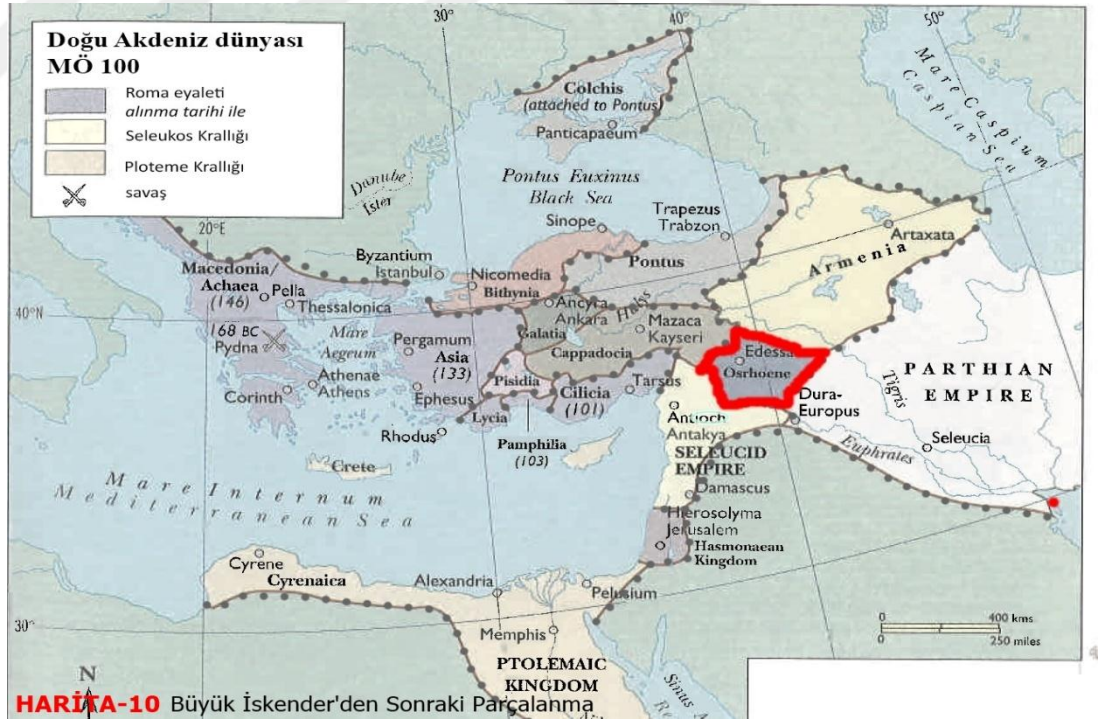 Doğu Akdeniz dünyası
MÖ 100
Roma eyaleti
alınma tarihi ile
Seleukos Krallığı
Ploteme Krallığı
savaş
30°
40°
50°
Mare Caspium
Caspian Sea
Colchis
(attached to Pontus)
Panticapaeum
Danube
İster
Pontus Euxinus
Black Sea
Sinope
Trapezus
Trabzon
Artaxata
Armenia
20°E
Byzantium
Istanbul
Nicomedia
Bithynia
Pontus
Macedonia/
Achaea
(146)
Pella
Thessalonica
40°N
168 BC
Pydna
Mare
Aegeum
Pergamum
Asia
(133)
Ancyra
Ankara
Halys
Galatia
Mazaca
Kayseri
Cappadocia
Edessa
Osrhoene
PARTHIAN
EMPIRE
Athenae
Athens
Corinth
Ephesus
Pisidia
Lycia
Cilicia
(101)
Tarsus
Pamphilia
(103)
Rhodus
Crete
Antioch
Antakya
SELEUCID
EMPIRE
Damascus
Dura-
Europus
Tigris
Euphrates
Seleucia
Mare Internum
Mediterranean Sea
Hierosolyma
Jerusalem
Hasmonaean
Kingdom
Cyrene
Cyrenaica
Alexandria
Pelusium
30°
Memphis
PTOLEMAIC
KINGDOM
Sinus
0 400 kms
0 250 miles
N
HARİTA-10 Büyük İskender'den Sonraki Parçalanma